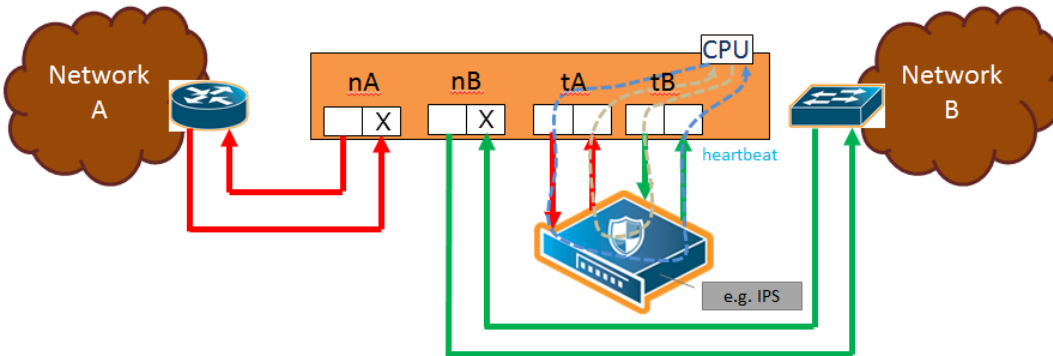 CPU
Network
A
nA
nB
tA
tB
Network
B
X
X
heartbeat
e.g. IPS